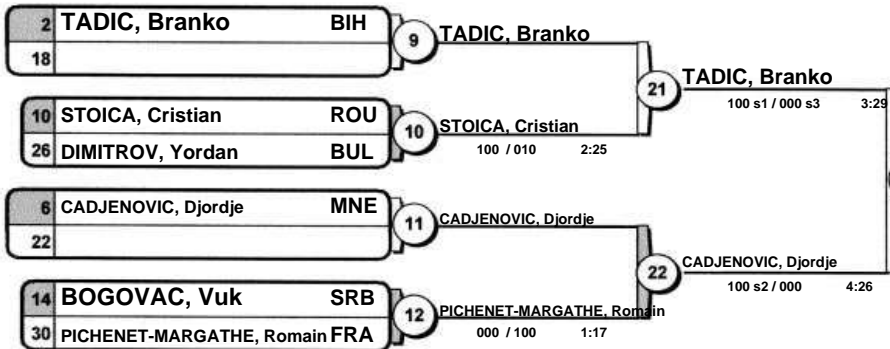 2 TADIC, Branko BIH
18
9
TADIC, Branko
10 STOICA, Cristian ROU
26 DIMITROV, Yordan BUL
10
STOICA, Cristian
100 / 010 2:25
21
TADIC, Branko
100 s1 / 000 s3 3:29
6 CADJENOVIC, Djordje MNE
22
11
CADJENOVIC, Djordje
14 BOGOVAC, Vuk SRB
30 PICHENET-MARGATHE, Romain FRA
12
PICHENET-MARGATHE, Romain
000 / 100 1:17
22
CADJENOVIC, Djordje
100 s2 / 000 4:26